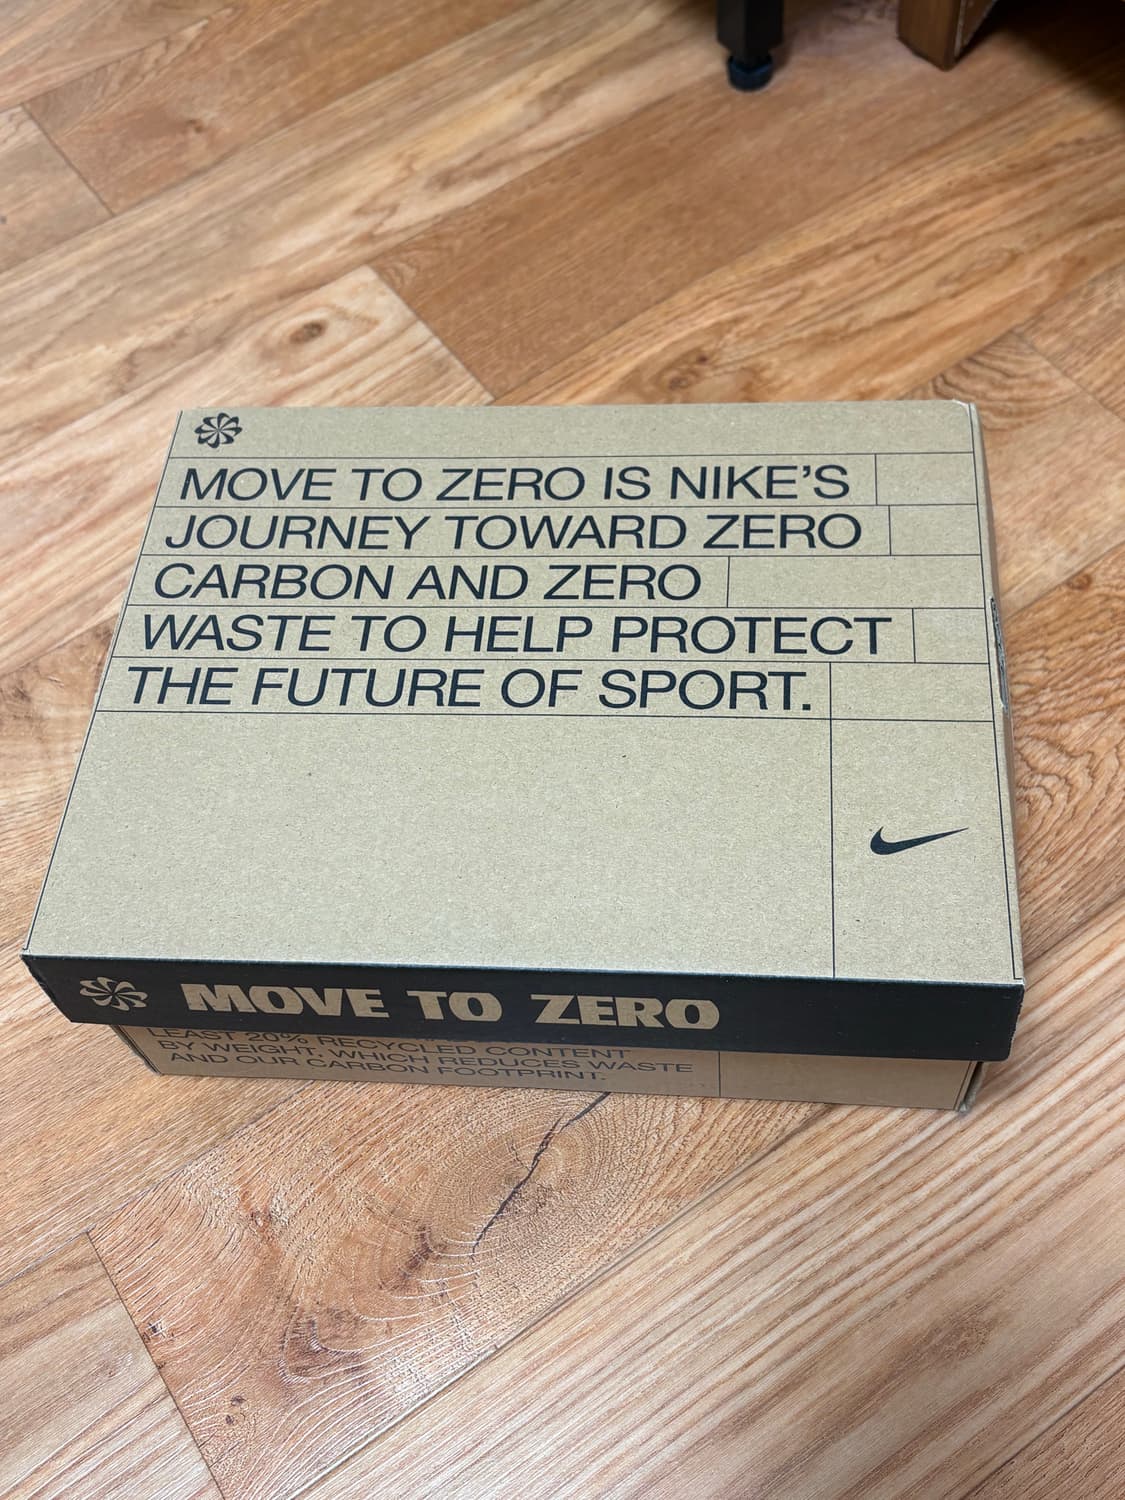 MOVE TO ZERO IS NIKE'S
JOURNEY TOWARD ZERO
CARBON AND ZERO
WASTE TO HELP PROTECT
THE FUTURE OF SPORT.
MOVE TO ZERO
LEAST 20% RECYCLED CONTENT
BY WEIGHT, WHICH REDUCES WASTE
AND OUR CARBON FOOTPRINT.